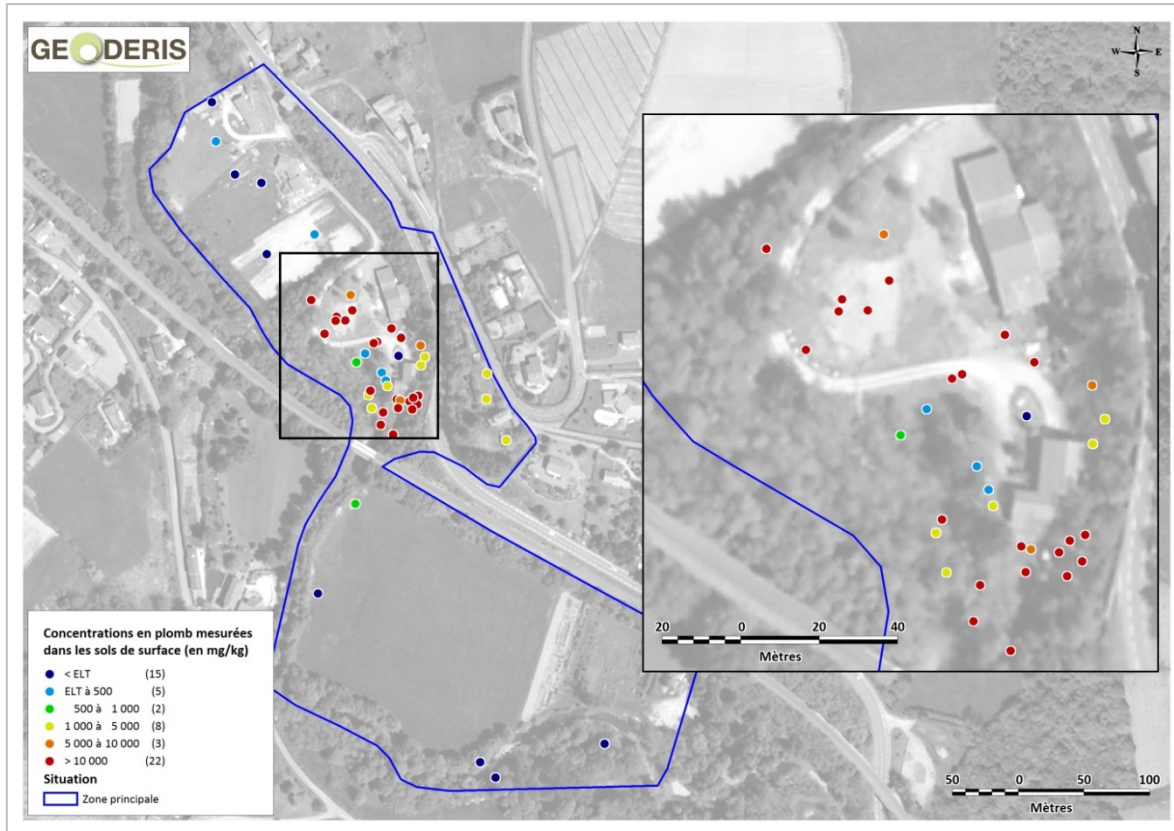 GEODERIS
N
W E
S
20 0 20 40
Mètres
Concentrations en plomb mesurées
dans les sols de surface (en mg/kg)
< ELT (15)
ELT à 500 (5)
500 à 1 000 (2)
1 000 à 5 000 (8)
5 000 à 10 000 (3)
> 10 000 (22)
Situation
Zone principale
50 0 50 100
Mètres